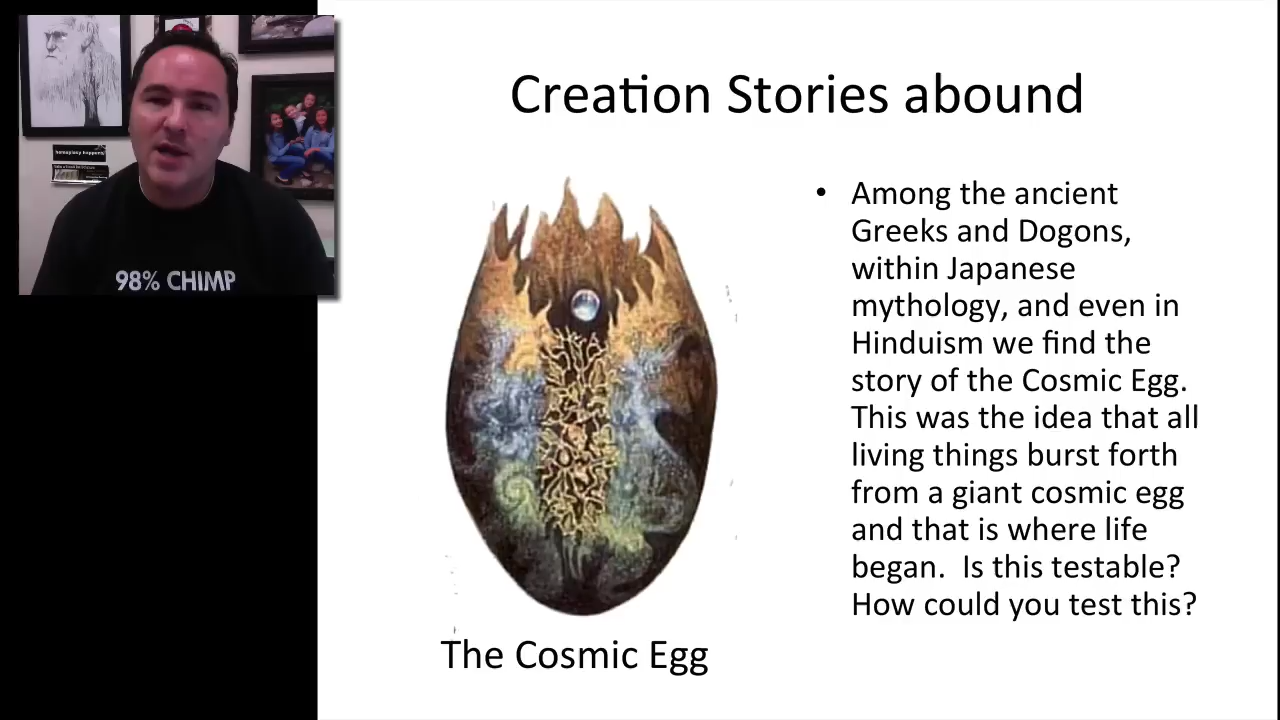 Creation Stories abound
• Among the ancient
Greeks and Dogons,
within Japanese
mythology, and even in
Hinduism we find the
story of the Cosmic Egg.
This was the idea that all
living things burst forth
from a giant cosmic egg
and that is where life
began.  Is this testable?
How could you test this?
The Cosmic Egg
98% CHIMP
homoplasy happens